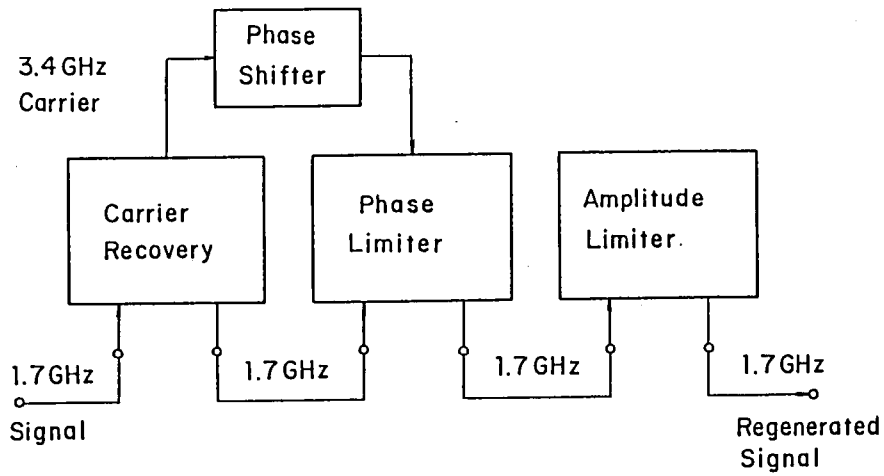 Phase
Shifter
3.4 GHz
Carrier
Carrier
Recovery
Phase
Limiter
Amplitude
Limiter.
1.7 GHz
1.7 GHz
1.7 GHz
1.7 GHz
Signal
Regenerated
Signal